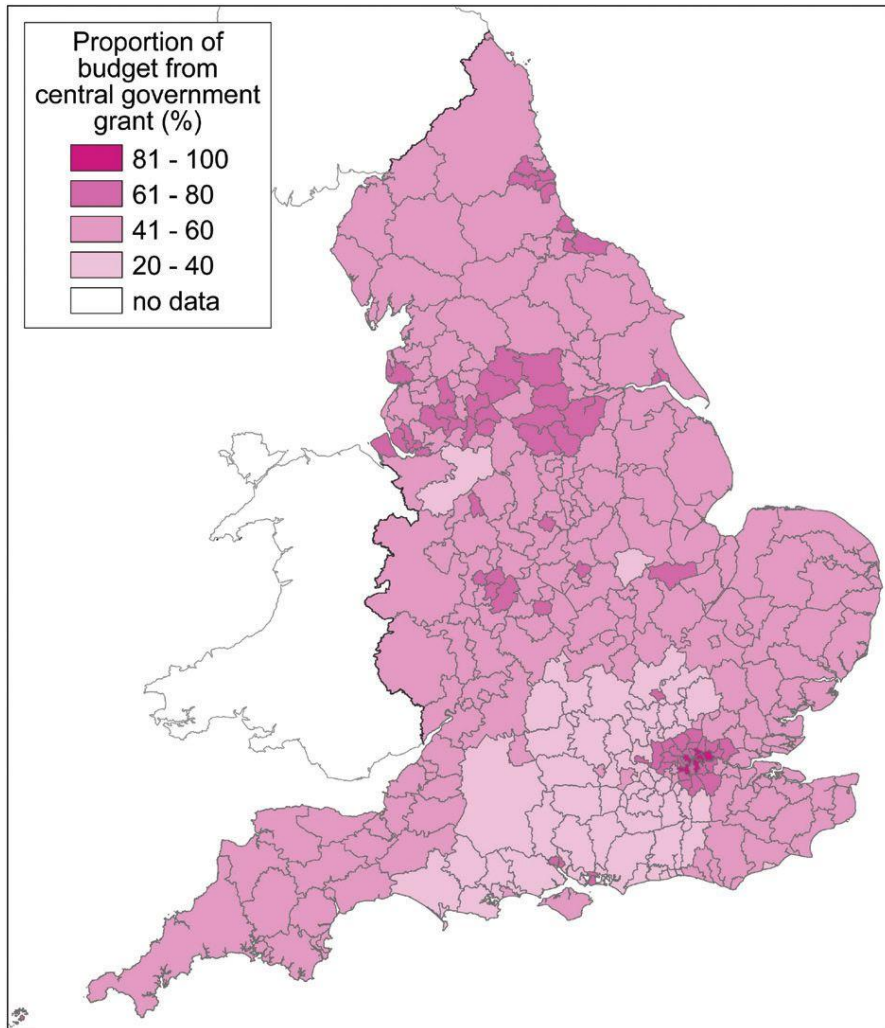 Proportion of
budget from
central government
grant (%)
81 - 100
61 - 80
41 - 60
20 - 40
no data